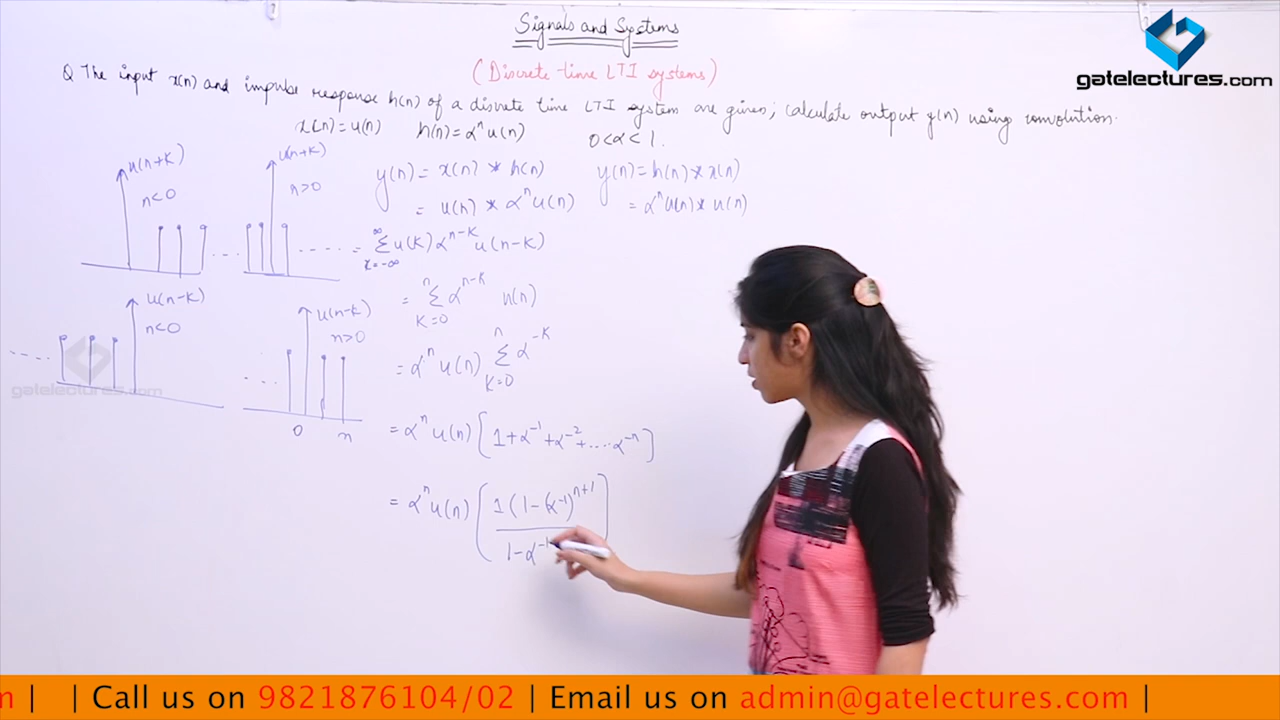 Signals and Systems
(Discrete time LTI systems)
gatelectures.com
Q The input x(n) and impulse response h(n) of a discrete time LTI system are given; calculate output y(n) using convolution.
x(n) = u(n) h(n) = α^n u(n) 0<α<1.
u(n+k)
n<0
u(n+k)
n>0
y(n) = x(n) * h(n)
= u(n) * α^n u(n)
y(n) = h(n) * x(n)
= α^n u(n) * u(n)
= ∑_{k=-∞}^{∞} u(k) α^{n-k} u(n-k)
u(n-k)
n<0
u(n-k)
n>0
0 n
= ∑_{k=0}^{n} α^{n-k} u(n)
= α^n u(n) ∑_{k=0}^{n} α^{-k}
= α^n u(n) [1+α^{-1}+α^{-2}+....α^{-n}]
= α^n u(n) [1(1-(α^{-1})^{n+1} / 1-α^{-1}]
gatelectures.com
m | | Call us on 9821876104/02 | Email us on admin@gatelectures.com |